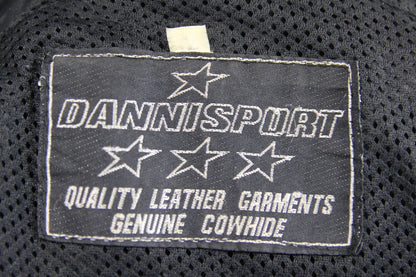 DANNISPORT
QUALITY LEATHER GARMENTS
GENUINE COWHIDE